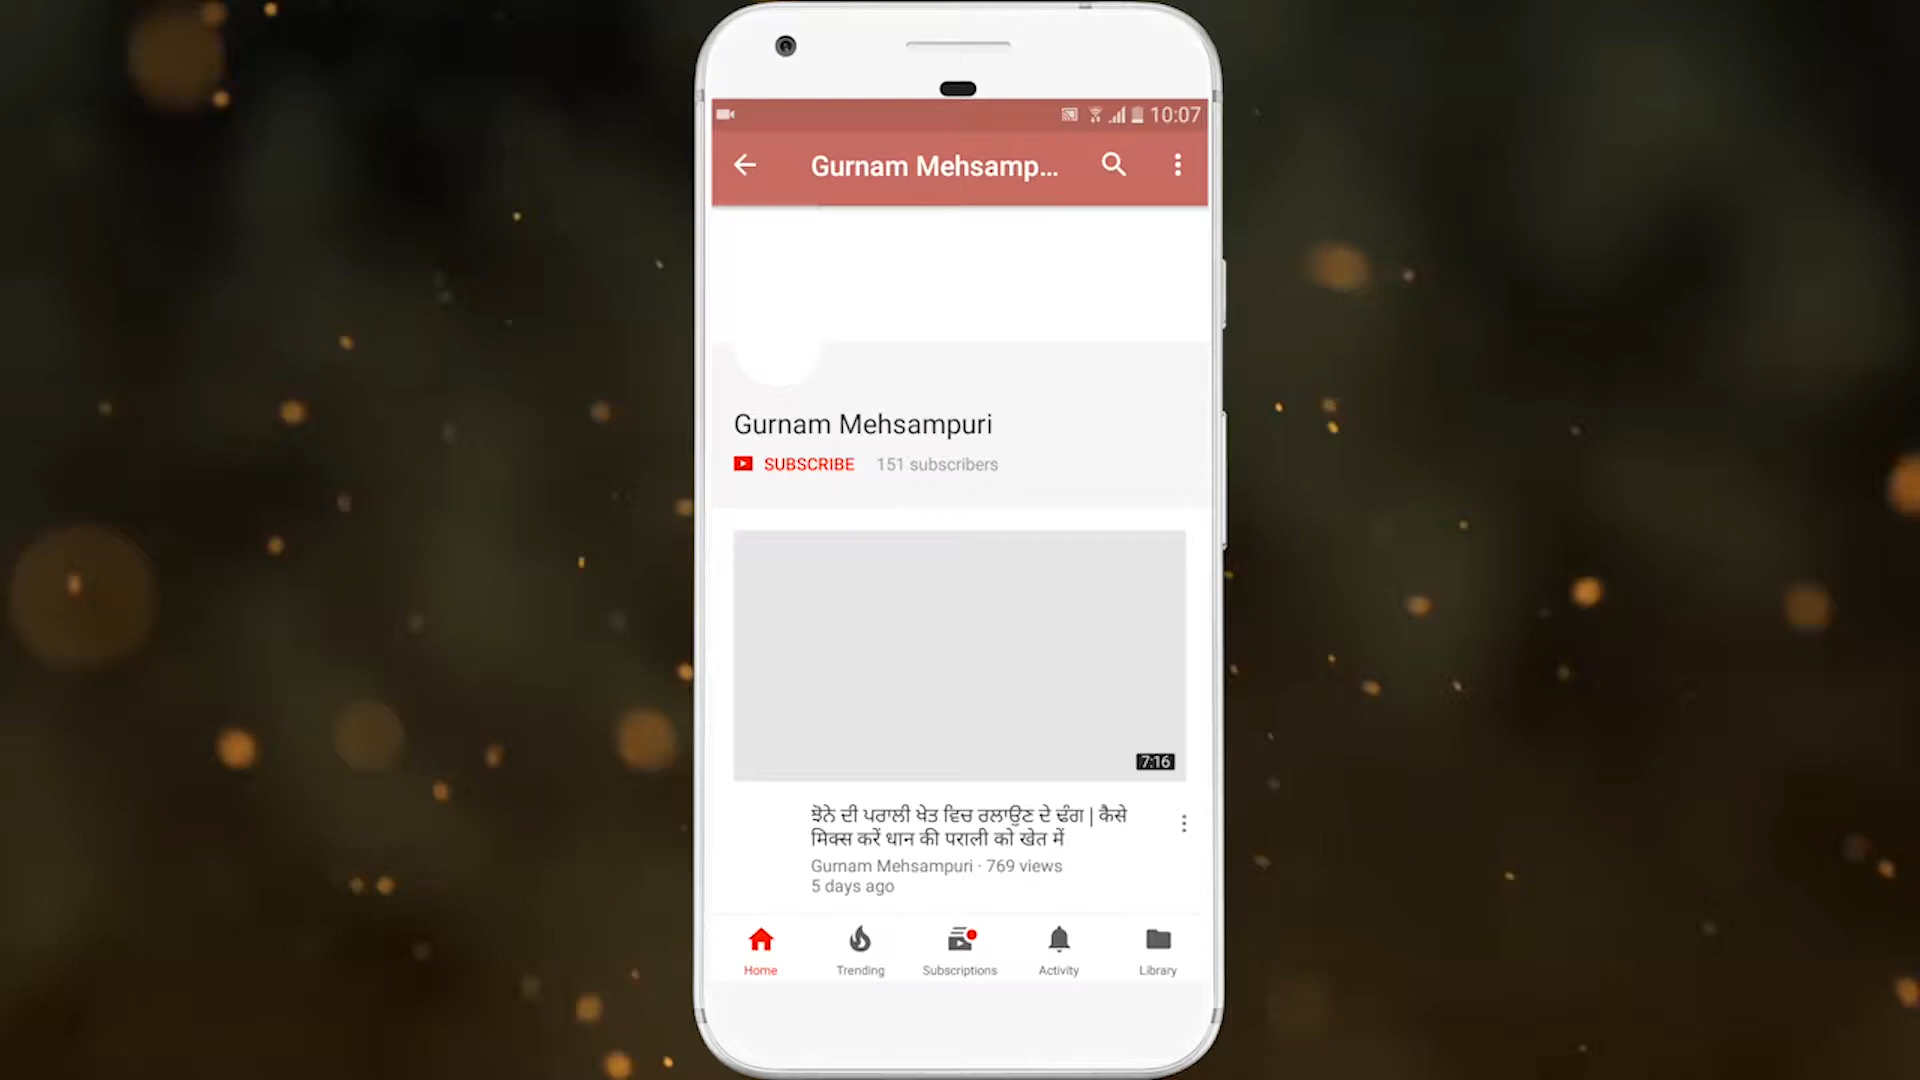 10:07
Gurnam Mehsamp...
Gurnam Mehsampuri
SUBSCRIBE 151 subscribers
7:16
ਝੋਨੇ ਦੀ ਪਰਾਲੀ ਖੇਤ ਵਿਚ ਰਲਾਉਣ ਦੇ ਢੰਗ | कैसे
मिक्स करें धान की पराली को खेत में
Gurnam Mehsampuri · 769 views
5 days ago
Home Trending Subscriptions Activity Library